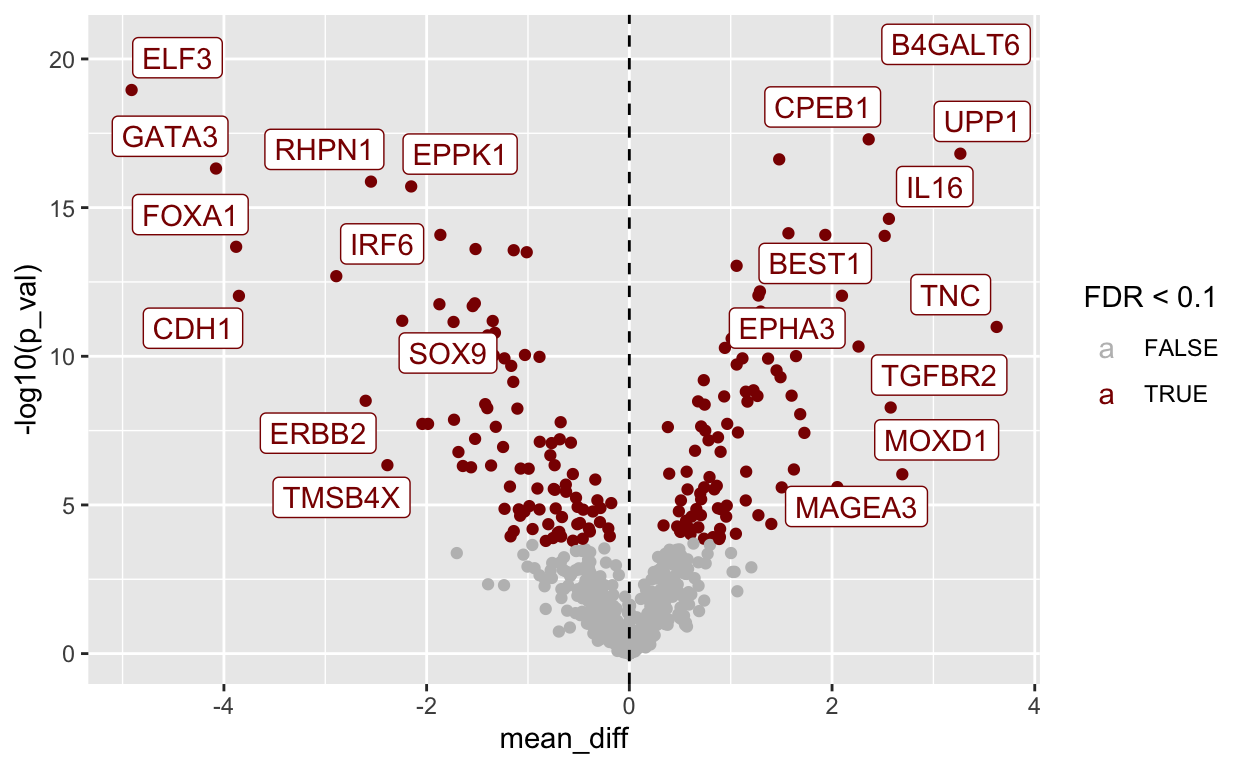 B4GALT6
ELF3
CPEB1
UPP1
GATA3
RHPN1
EPPK1
IL16
FOXA1
IRF6
BEST1
TNC
CDH1
EPHA3
SOX9
TGFBR2
ERBB2
MOXD1
TMSB4X
MAGEA3
20
15
10
5
0
-log10(p_val)
-4
-2
0
2
4
mean_diff
FDR < 0.1
a FALSE
a TRUE